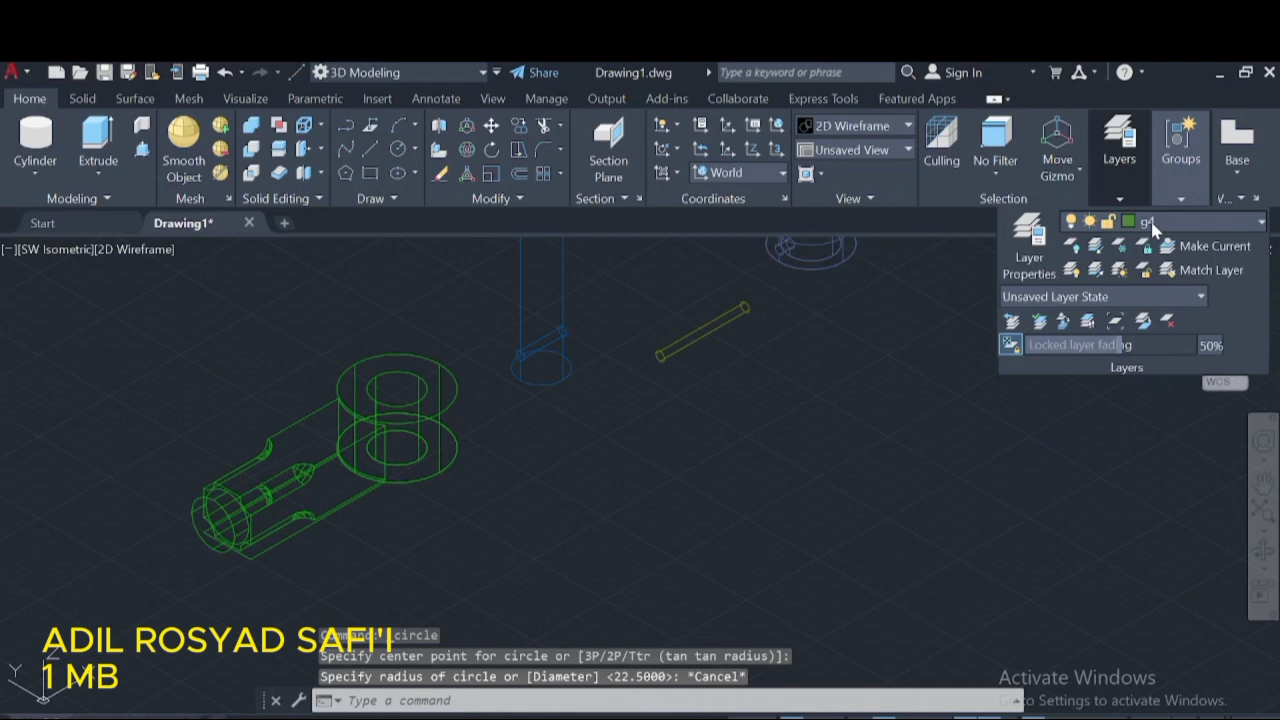 3D Modeling
Share
Drawing1.dwg
Type a keyword or phrase
Sign In
Home Solid Surface Mesh Visualize Parametric Insert Annotate View Manage Output Add-ins Collaborate Express Tools Featured Apps
Cylinder
Extrude
Smooth
Object
Section
Plane
World
2D Wireframe
Unsaved View
Culling
No Filter
Move
Gizmo
Layers
Groups
Base
Modeling
Mesh
Solid Editing
Draw
Modify
Section
Coordinates
View
Selection
V...
Start
Drawing1*
[−][SW Isometric][2D Wireframe]
g4
Layer
Properties
Make Current
Match Layer
Unsaved Layer State
Locked layer fading
50%
Layers
WCS
ADIL ROSYAD SAFI'I
1 MB
Z
Y
Command: circle
Specify center point for circle or [3P/2P/Ttr (tan tan radius)]:
Specify radius of circle or [Diameter] <22.5000>: *Cancel*
Type a command
Activate Windows
Go to Settings to activate Windows.